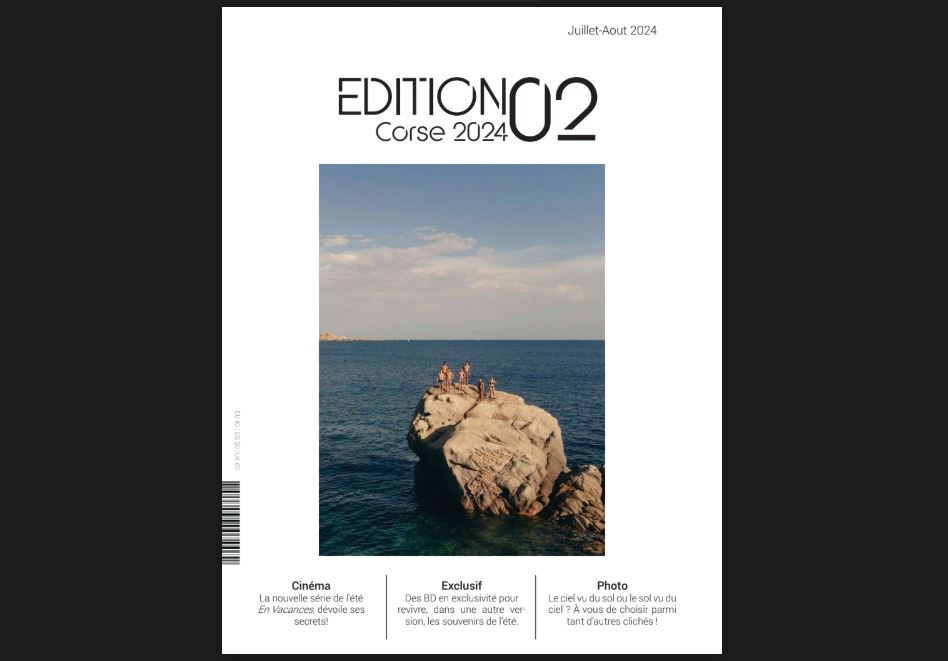 Juillet-Aout 2024
EDITION02
Corse 2024
Cinéma
La nouvelle série de l'été
En Vacances, dévoile ses
secrets!
Exclusif
Des BD en exclusivité pour
revivre, dans une autre ver-
sion, les souvenirs de l'été.
Photo
Le ciel vu du sol ou le sol vu du
ciel ? À vous de choisir parmi
tant d'autres clichés !